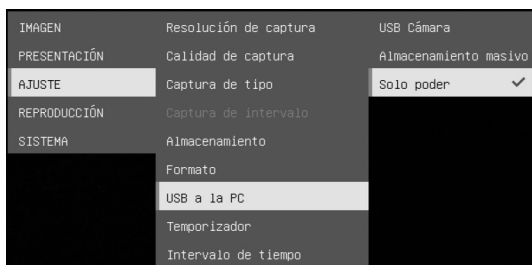 IMAGEN
PRESENTACIÓN
AJUSTE
REPRODUCCIÓN
SISTEMA
Resolución de captura
Calidad de captura
Captura de tipo
Captura de intervalo
Almacenamiento
Formato
USB a la PC
Temporizador
Intervalo de tiempo
USB Cámara
Almacenamiento masivo
Solo poder